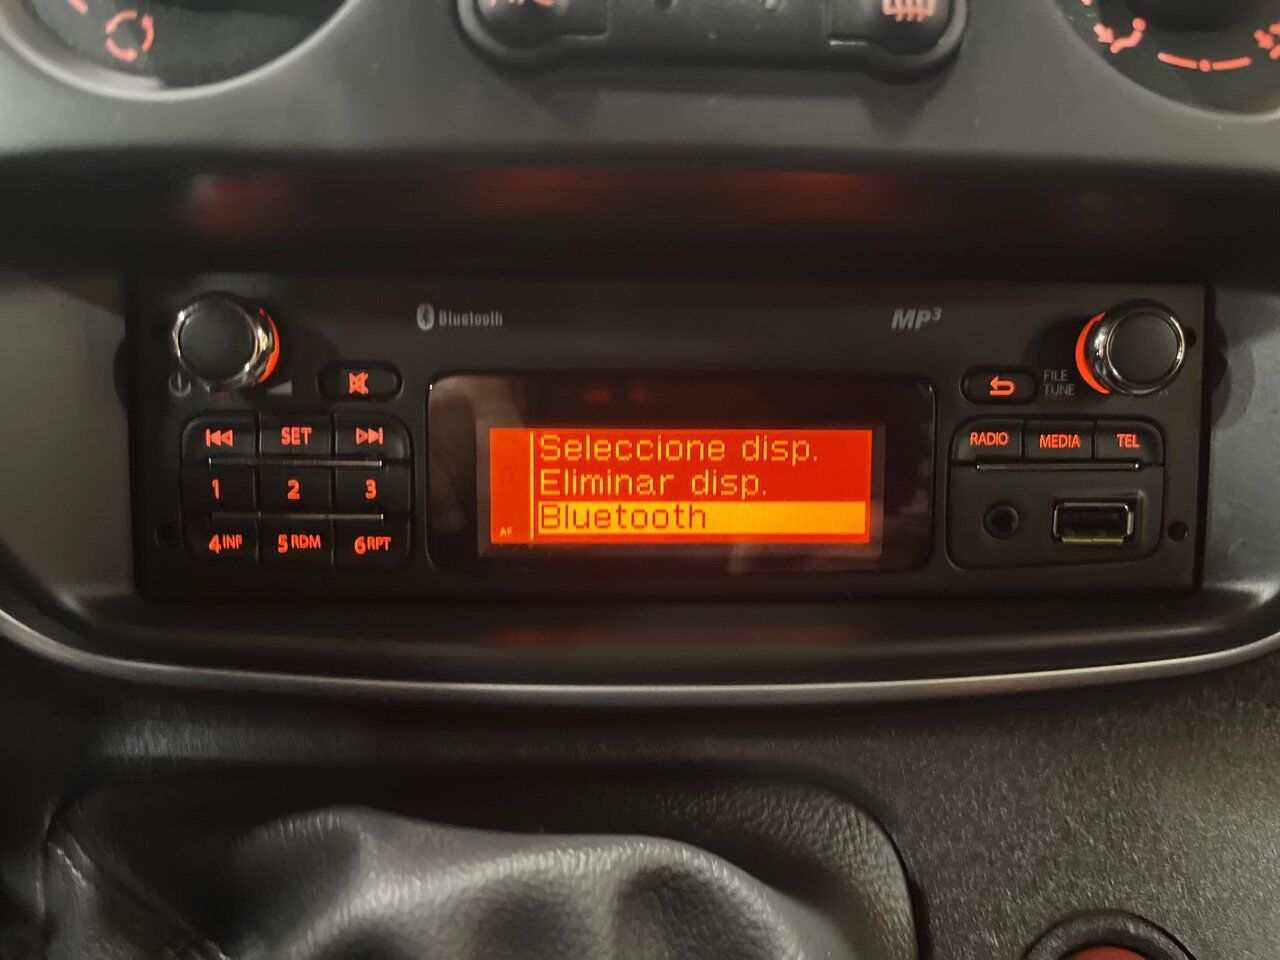 Bluetooth
MP3
FILE
TUNE
SET
RADIO
MEDIA
TEL
1
2
3
4 INF
5 RDM
6 RPT
Seleccione disp.
Eliminar disp.
Bluetooth
AF